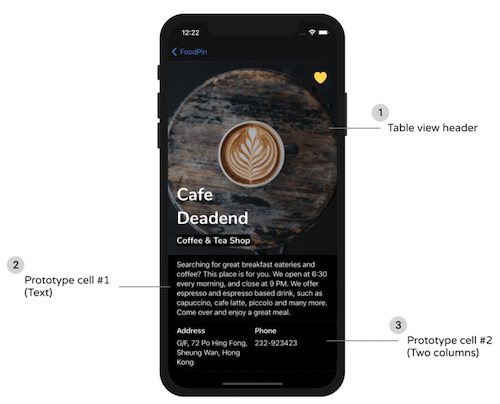 12:22
FoodPin
1
Table view header
Cafe
Deadend
Coffee & Tea Shop
2
Prototype cell #1
(Text)
Searching for great breakfast eateries and
coffee? This place is for you. We open at 6:30
every morning, and close at 9 PM. We offer
espresso and espresso based drink, such as
capuccino, cafe latte, piccolo and many more.
Come over and enjoy a great meal.
3
Prototype cell #2
(Two columns)
Address
Phone
G/F, 72 Po Hing Fong,
Sheung Wan, Hong
Kong
232-923423